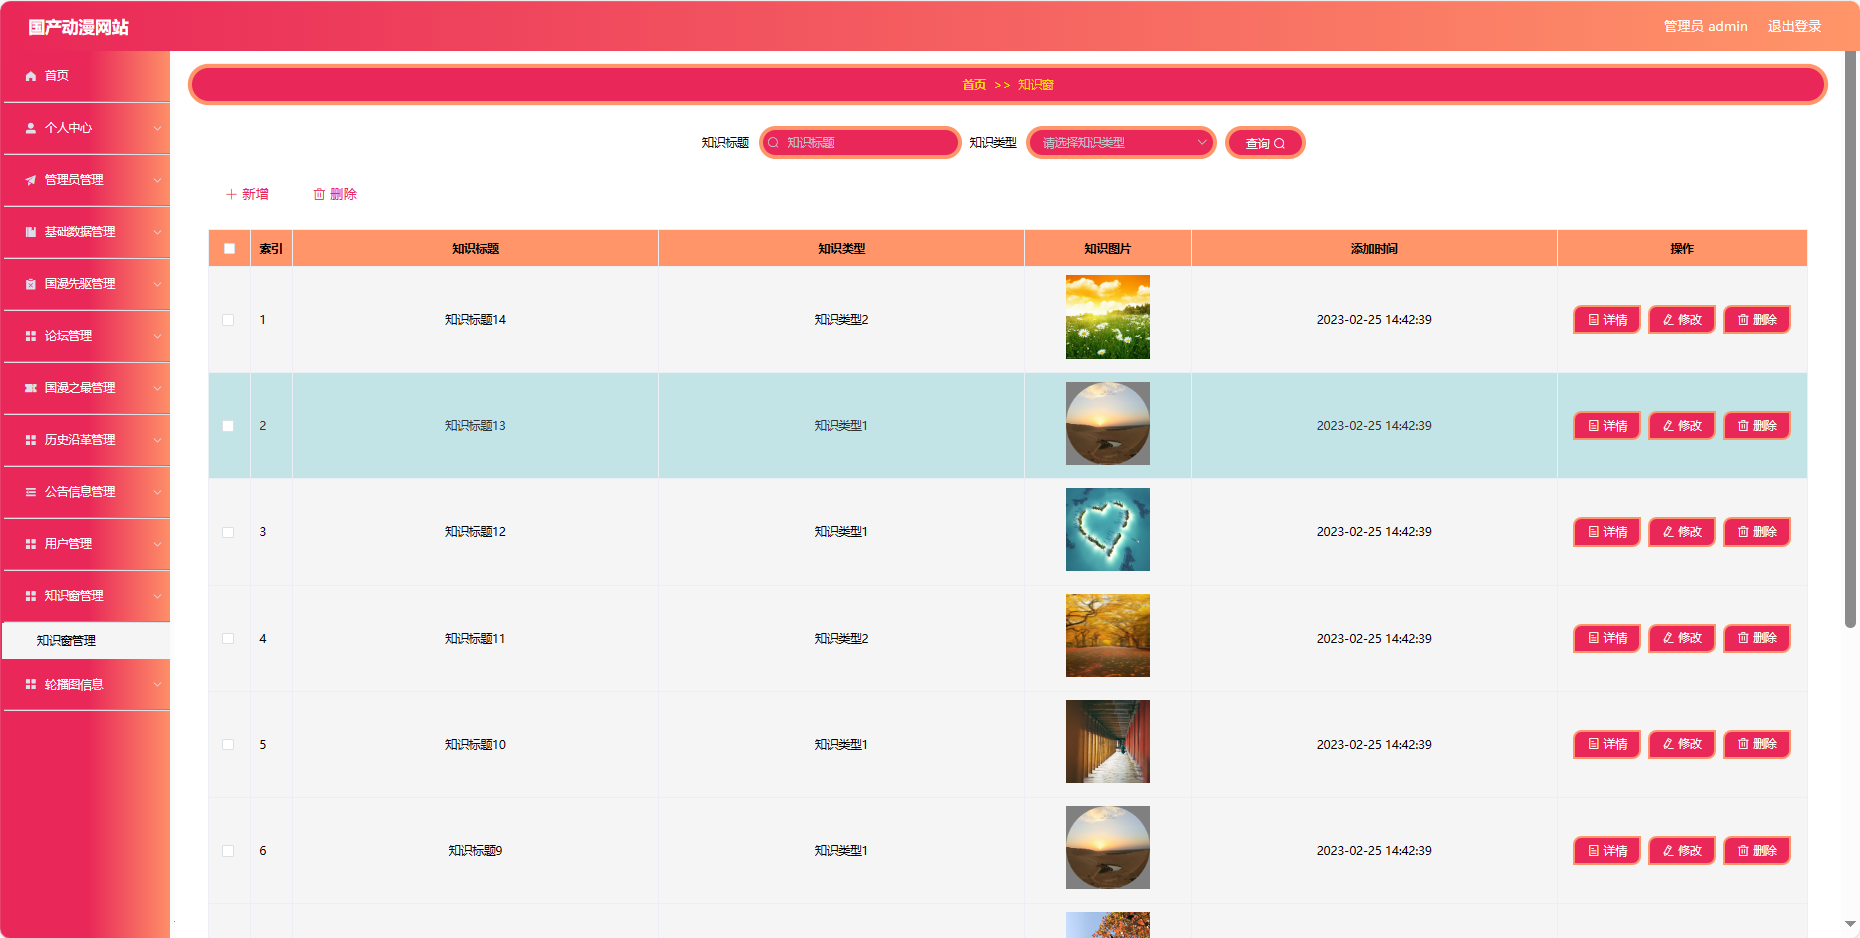 国产动漫网站
管理员 admin 退出登录
首页
个人中心
管理员管理
基础数据管理
国漫先驱管理
论坛管理
国漫之最管理
历史沿革管理
公告信息管理
用户管理
知识窗管理
知识窗管理
轮播图信息
首页 >> 知识窗
知识标题 知识标题 知识类型 请选择知识类型 查询
新增 删除
索引 知识标题 知识类型 知识图片 添加时间 操作
1 知识标题14 知识类型2 2023-02-25 14:42:39 详情 修改 删除
2 知识标题13 知识类型1 2023-02-25 14:42:39 详情 修改 删除
3 知识标题12 知识类型1 2023-02-25 14:42:39 详情 修改 删除
4 知识标题11 知识类型2 2023-02-25 14:42:39 详情 修改 删除
5 知识标题10 知识类型1 2023-02-25 14:42:39 详情 修改 删除
6 知识标题9 知识类型1 2023-02-25 14:42:39 详情 修改 删除